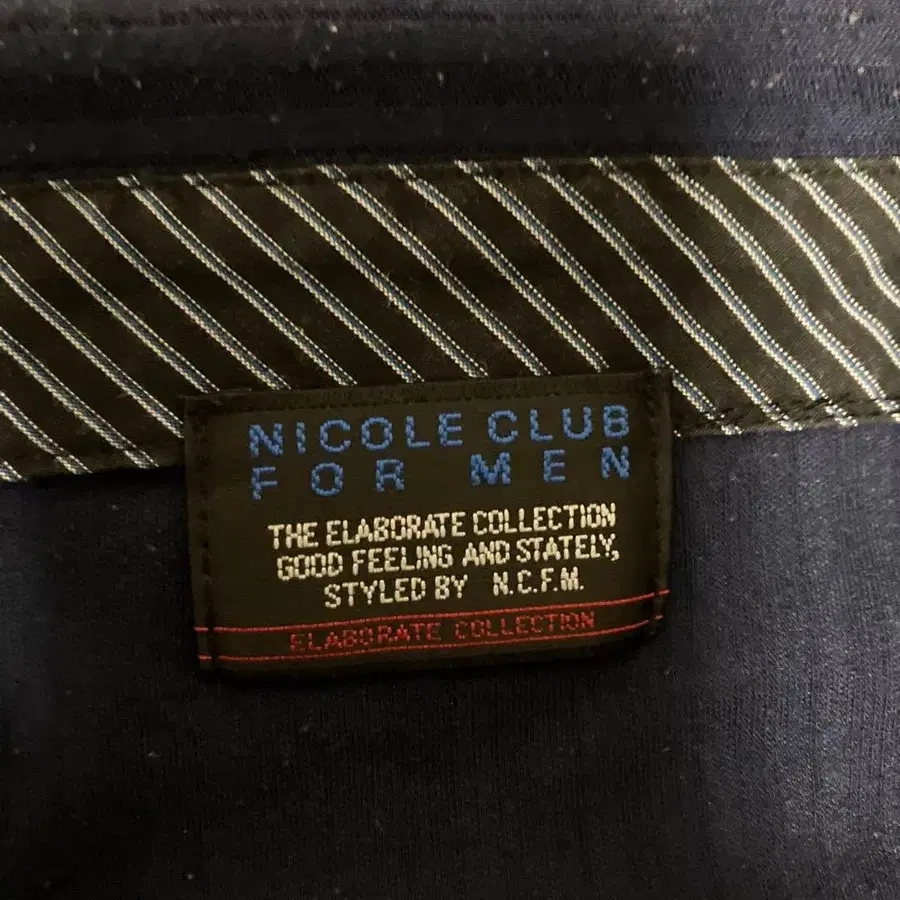 NICOLE CLUB
FOR MEN
THE ELABORATE COLLECTION
GOOD FEELING AND STATELY,
STYLED BY N.C.F.M.
ELABORATE COLLECTION